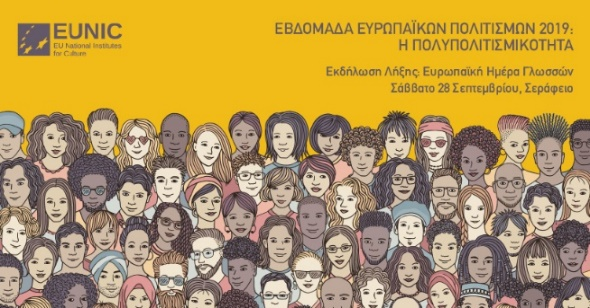 EUNIC
EU National Institutes
for Culture
ΕΒΔΟΜΑΔΑ ΕΥΡΩΠΑΪΚΩΝ ΠΟΛΙΤΙΣΜΩΝ 2019:
Η ΠΟΛΥΠΟΛΙΤΙΣΜΙΚΟΤΗΤΑ
Εκδήλωση Λήξης: Ευρωπαϊκή Ημέρα Γλωσσών
Σάββατο 28 Σεπτεμβρίου, Σεράφειο